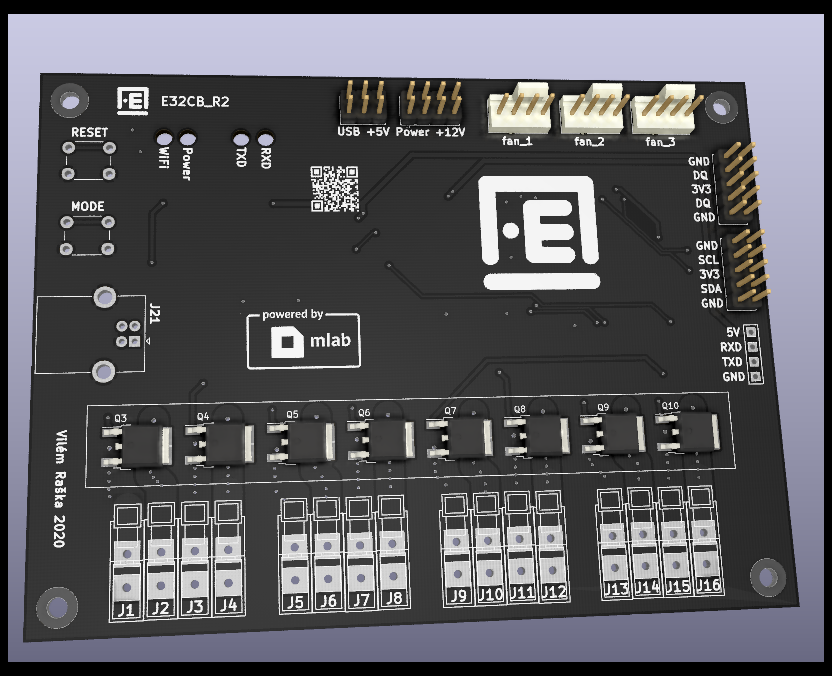 E32CB_R2
USB +5V
Power +12V
fan_1
fan_2
fan_3
RESET
WiFi
Power
TXD
RXD
GND
DQ
3V3
DQ
GND
MODE
GND
SCL
3V3
SDA
GND
J21
powered by
mlab
5V
RXD
TXD
GND
Q3
Q4
Q5
Q6
Q7
Q8
Q9
Q10
Vilém Raška 2020
J1
J2
J3
J4
J5
J6
J7
J8
J9
J10
J11
J12
J13
J14
J15
J16